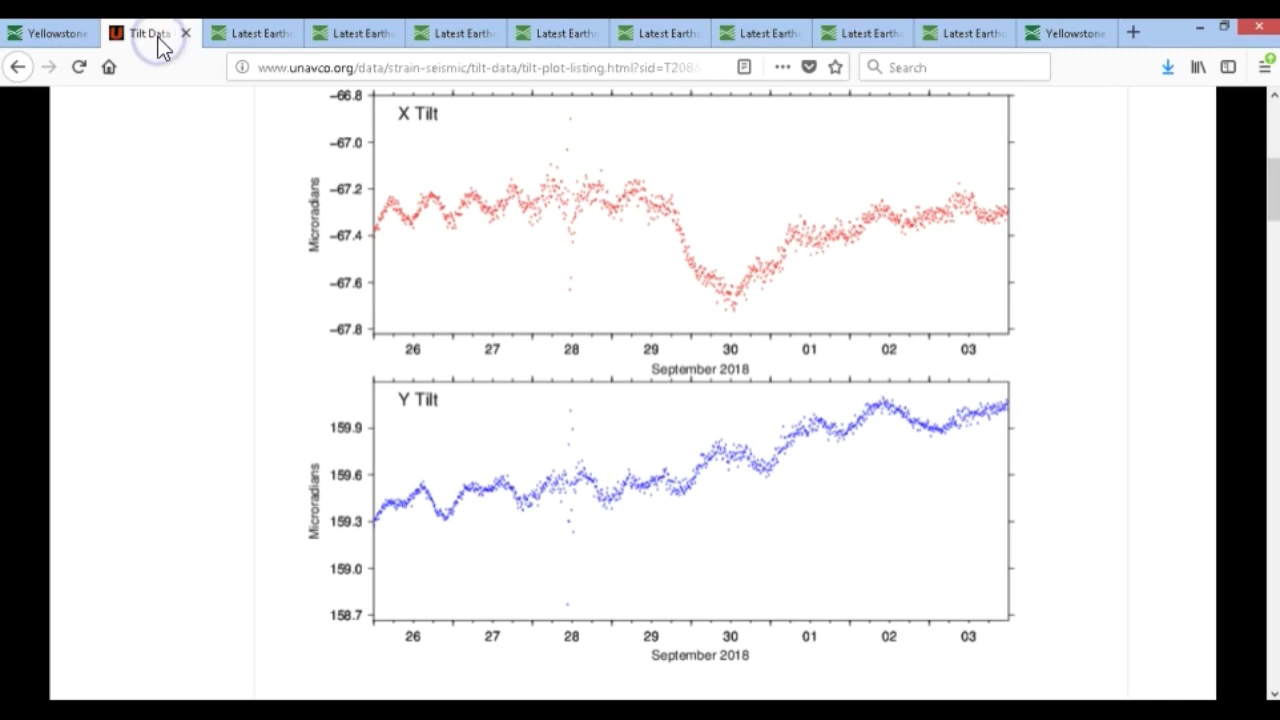 Yellowstone Tilt Data Latest Earth Latest Earth Latest Earth Latest Earth Latest Earth Latest Earth Latest Earth Latest Earth Yellowstone
www.unavco.org/data/strain-seismic/tilt-data/tilt-plot-listing.html?sid=T208 Search
X Tilt
Microradians
−66.8
−67.0
−67.2
−67.4
−67.6
−67.8
26 27 28 29 30 01 02 03
September 2018
Y Tilt
Microradians
159.9
159.6
159.3
159.0
158.7
26 27 28 29 30 01 02 03
September 2018